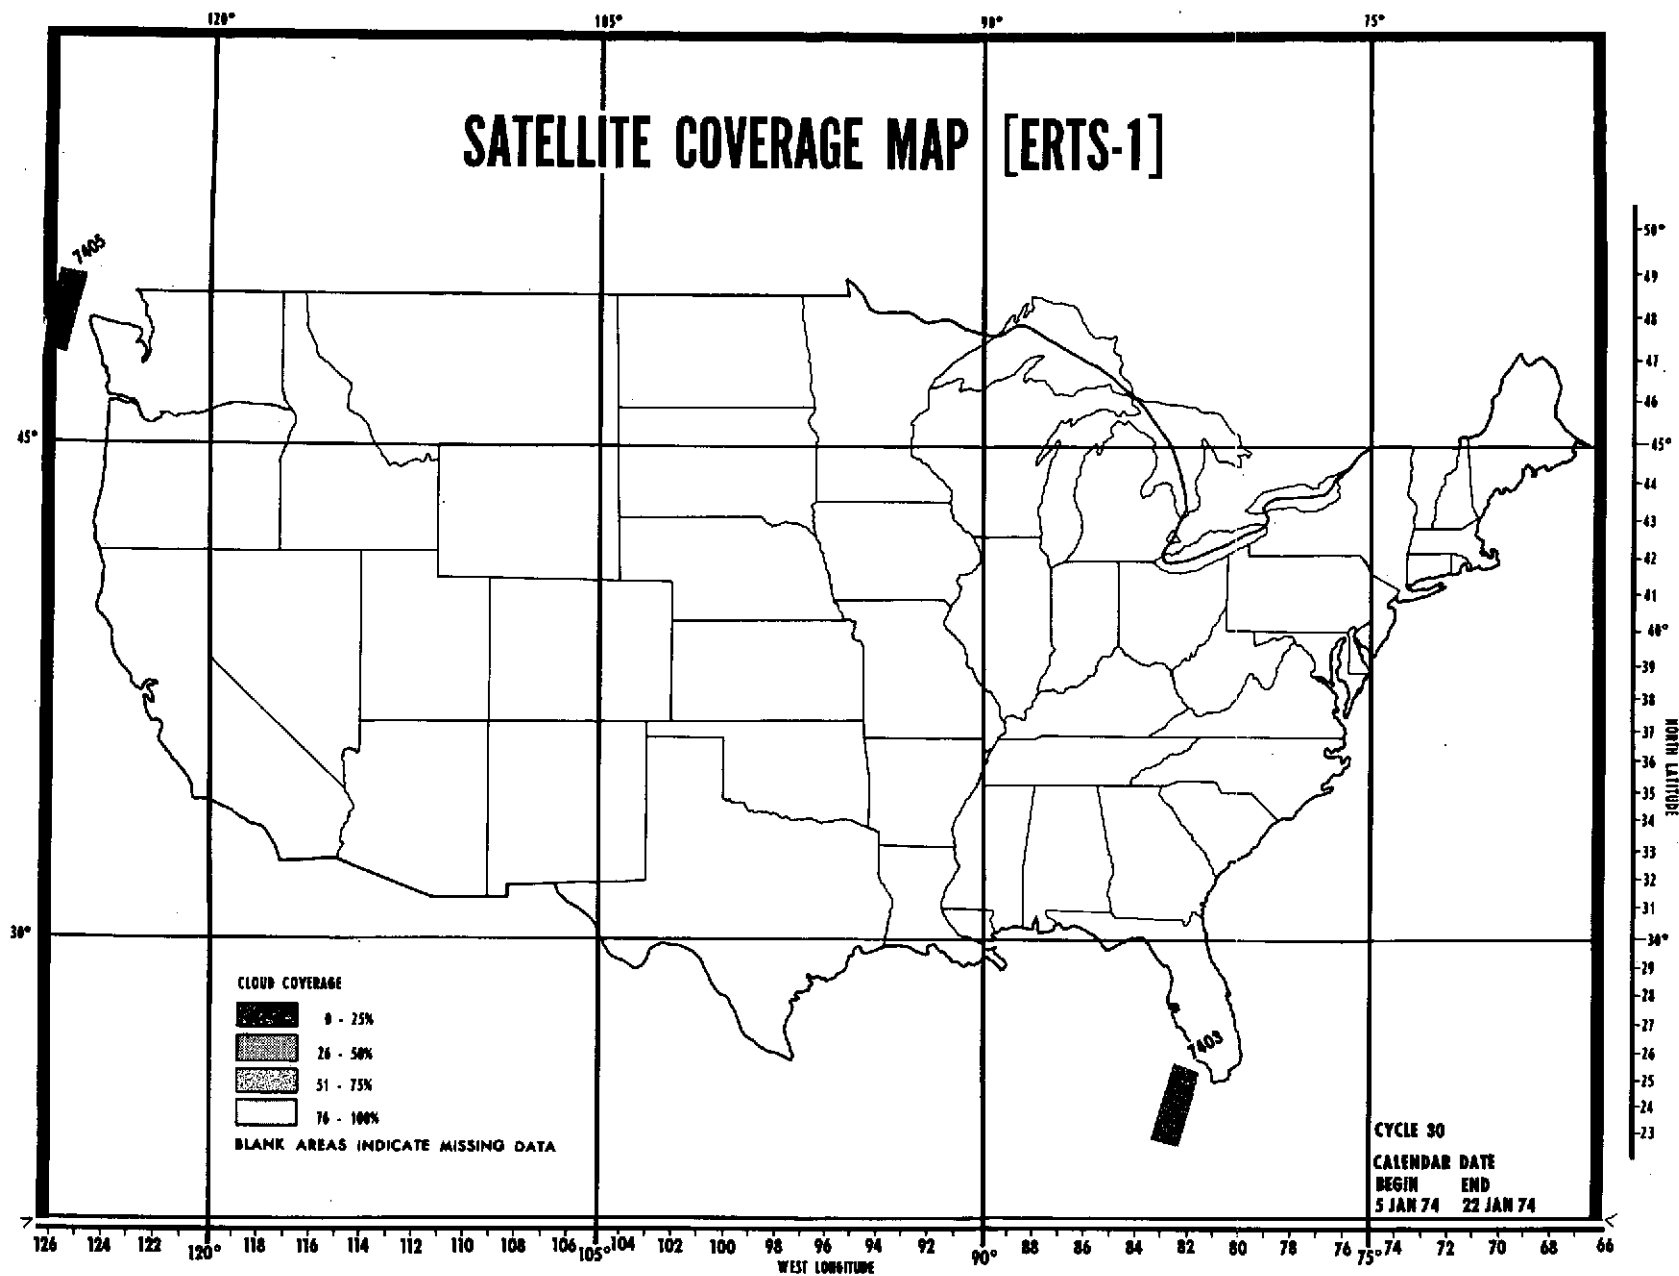 120° 105° 90° 75°
SATELLITE COVERAGE MAP [ERTS-1]
7405
50°
49
48
47
46
45° 45°
44
43
42
41
40°
39
38
37
36
35
34
33
32
31
30° 30°
29
28
27
26
25
24
23
NORTH LATITUDE
CLOUD COVERAGE
0 - 25%
26 - 50%
51 - 75%
76 - 100%
BLANK AREAS INDICATE MISSING DATA
7403
CYCLE 30
CALENDAR DATE
BEGIN END
5 JAN 74 22 JAN 74
126 124 122 120° 118 116 114 112 110 108 106 105° 104 102 100 98 96 94 92 90° 88 86 84 82 80 78 76 75° 74 72 70 68 66
WEST LONGITUDE